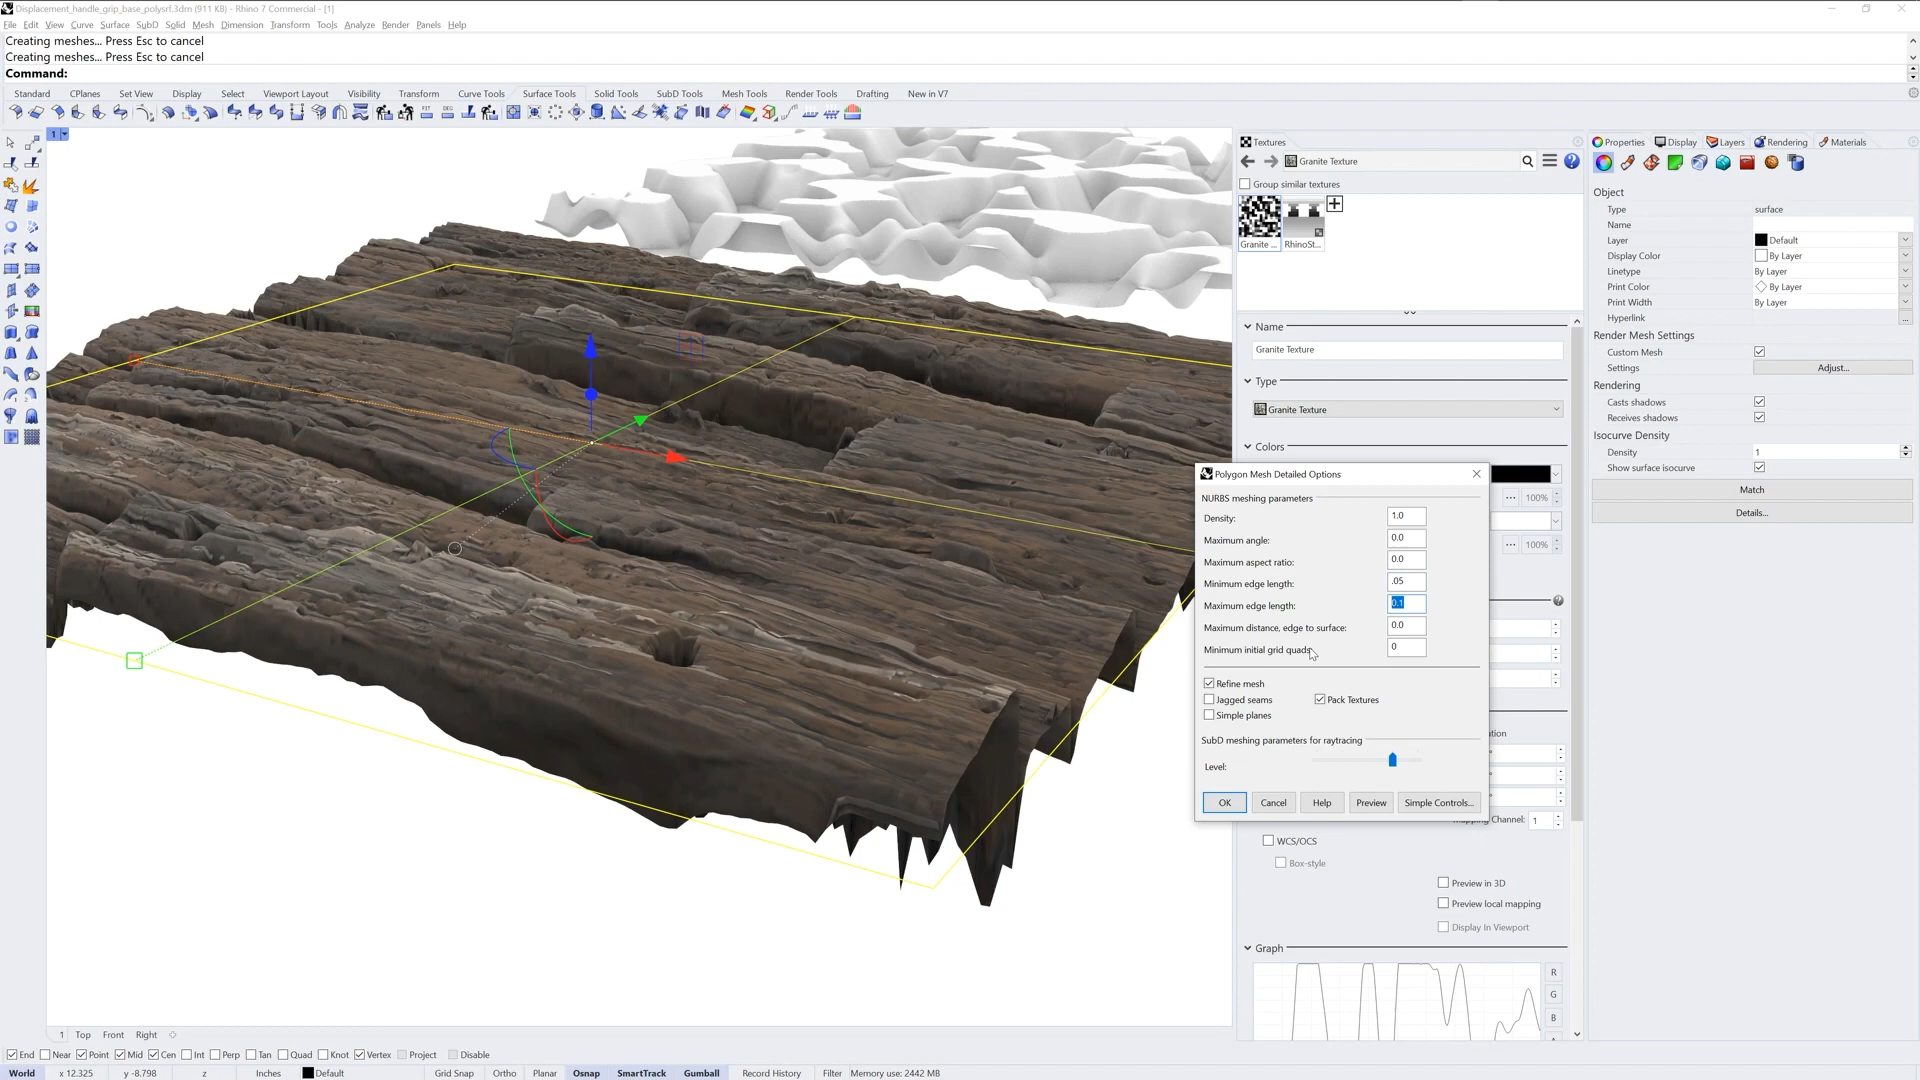 Displacement_handle_grip_base_polysrf.3dm (911 KB) - Rhino 7 Commercial - [1]
File Edit View Curve Surface SubD Solid Mesh Dimension Transform Tools Analyze Render Panels Help
Creating meshes... Press Esc to cancel
Creating meshes... Press Esc to cancel
Command:
Standard CPlanes Set View Display Select Viewport Layout Visibility Transform Curve Tools Surface Tools Solid Tools SubD Tools Mesh Tools Render Tools Drafting New in V7
1
Textures
Granite Texture
Group similar textures
Granite ... RhinoSt...
Name
Granite Texture
Type
Granite Texture
Colors
100%
100%
Polygon Mesh Detailed Options
NURBS meshing parameters
Density: 1.0
Maximum angle: 0.0
Maximum aspect ratio: 0.0
Minimum edge length: .05
Maximum edge length: 0.1
Maximum distance, edge to surface: 0.0
Minimum initial grid quads: 0
Refine mesh
Jagged seams Pack Textures
Simple planes
SubD meshing parameters for raytracing
Level:
OK Cancel Help Preview Simple Controls...
Channel: 1
WCS/OCS
Box-style
Preview in 3D
Preview local mapping
Display In Viewport
Graph
R
G
B
Properties Display Layers Rendering Materials
Object
Type surface
Name
Layer Default
Display Color By Layer
Linetype By Layer
Print Color By Layer
Print Width By Layer
Hyperlink ...
Render Mesh Settings
Custom Mesh
Settings Adjust...
Rendering
Casts shadows
Receives shadows
Isocurve Density
Density 1
Show surface isocurve
Match
Details...
1 Top Front Right
End Near Point Mid Cen Int Perp Tan Quad Knot Vertex Project Disable
World x 12.325 y -8.798 z Inches Default Grid Snap Ortho Planar Osnap SmartTrack Gumball Record History Filter Memory use: 2442 MB